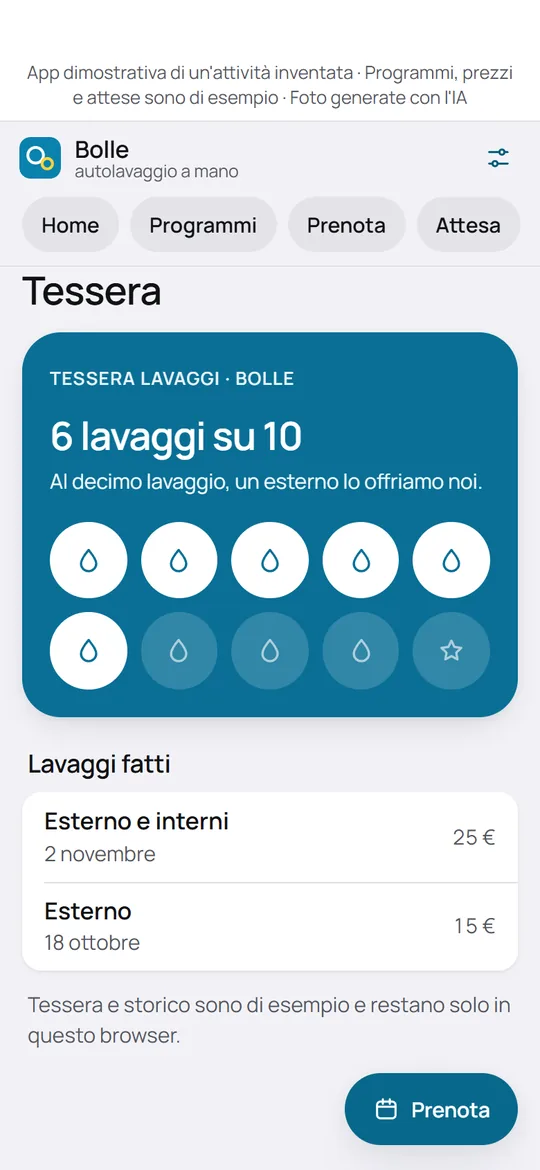 App dimostrativa di un'attività inventata · Programmi, prezzi
e attese sono di esempio · Foto generate con l'IA
Bolle
autolavaggio a mano
Home
Programmi
Prenota
Attesa
Tessera
TESSERA LAVAGGI · BOLLE
6 lavaggi su 10
Al decimo lavaggio, un esterno lo offriamo noi.
Lavaggi fatti
Esterno e interni
2 novembre
25 €
Esterno
18 ottobre
15 €
Tessera e storico sono di esempio e restano solo in
questo browser.
Prenota